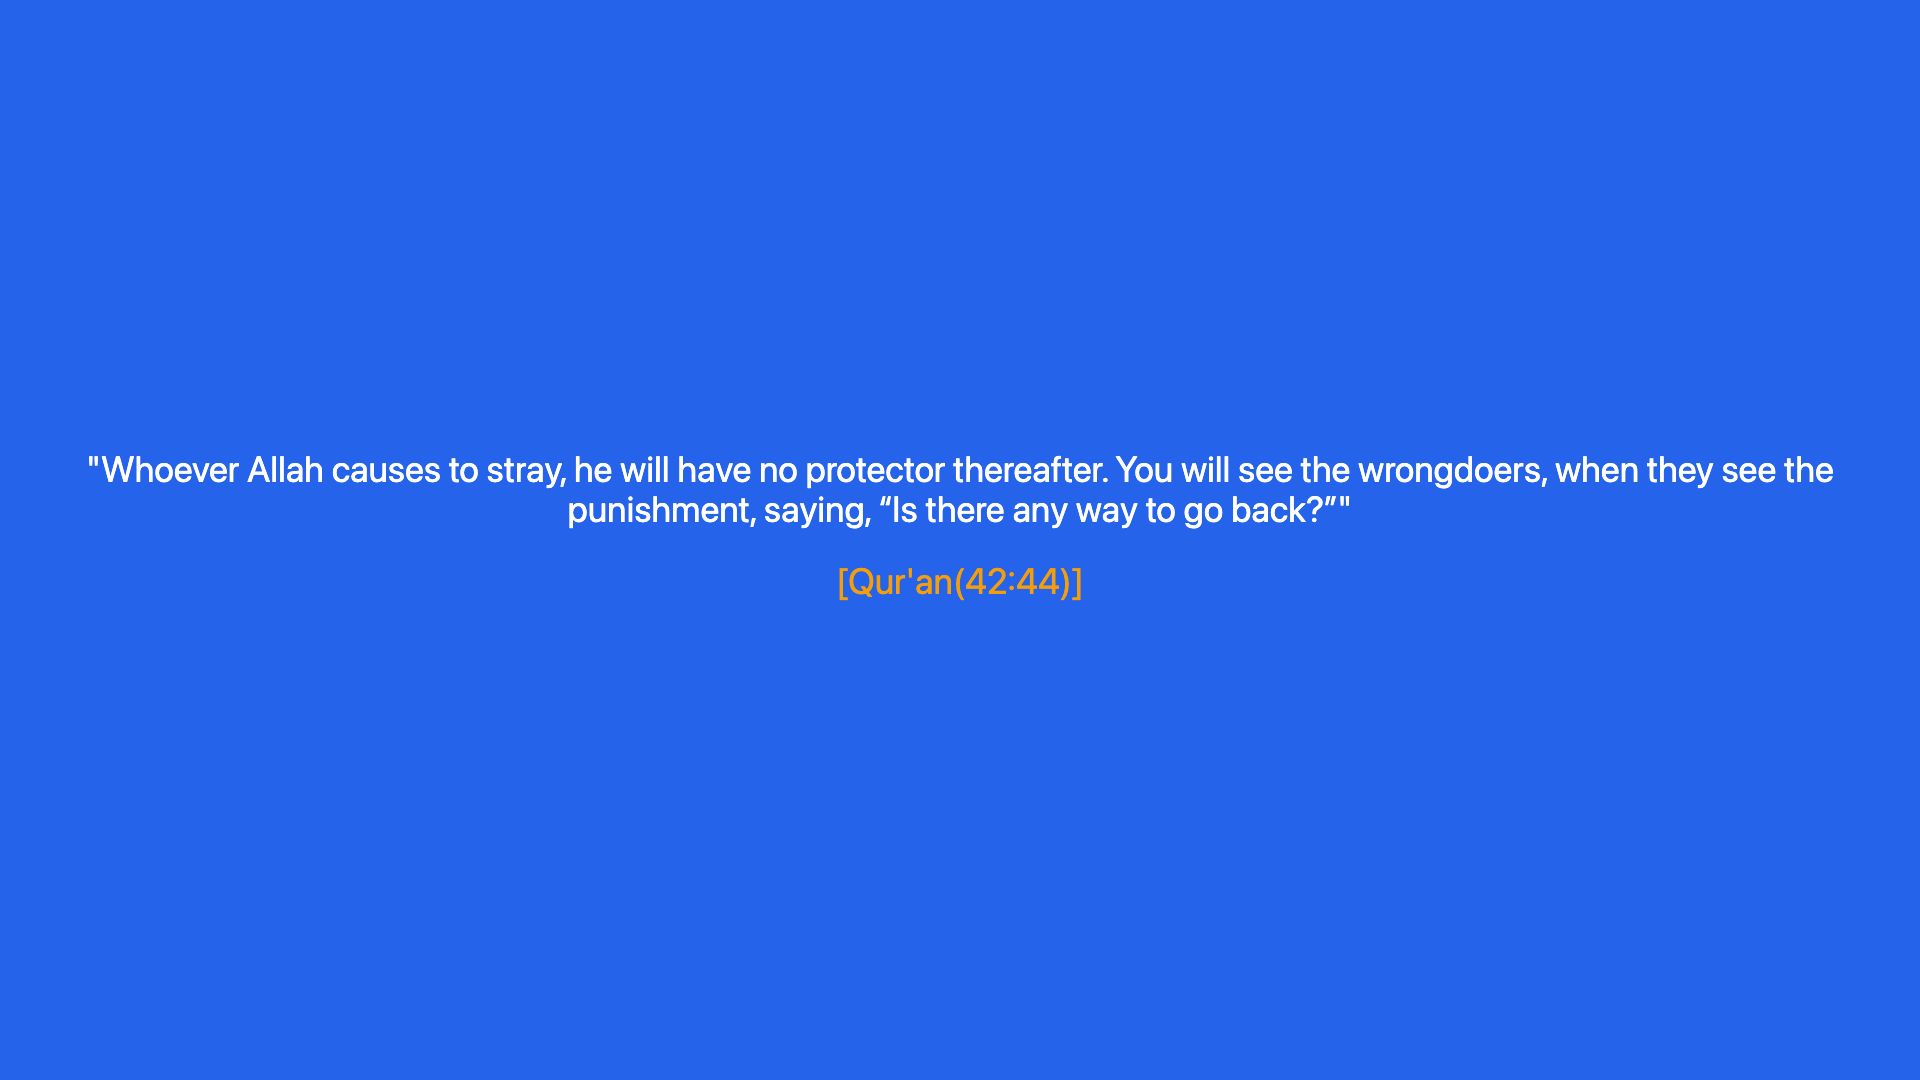 "Whoever Allah causes to stray, he will have no protector thereafter. You will see the wrongdoers, when they see the
punishment, saying, “Is there any way to go back?”"
[Qur'an(42:44)]